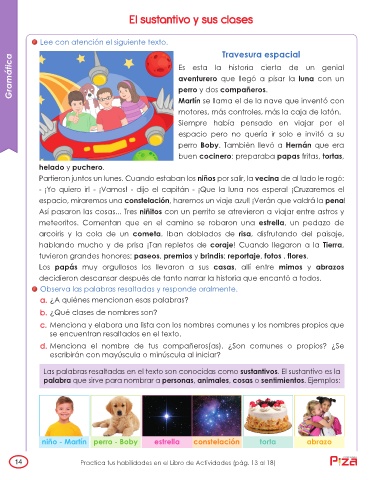 El sustantivo y sus clases
Gramática
Lee con atención el siguiente texto.
Travesura espacial
Es esta la historia cierta de un genial
aventurero que llegó a pisar la luna con un
perro y dos compañeros.
Martín se llama el de la nave que inventó con
motores, más controles, más la caja de latón.
Siempre había pensado en viajar por el
espacio pero no quería ir solo e invitó a su
perro Boby. También llevó a Hernán que era
buen cocinero: preparaba papas fritas, tortas,
helado y puchero.
Partieron juntos un lunes. Cuando estaban los niños por salir, la vecina de al lado le rogó:
- ¡Yo quiero ir! - ¡Vamos! - dijo el capitán - ¡Que la luna nos espera! ¡Cruzaremos el
espacio, miraremos una constelación, haremos un viaje azul! ¡Verán que valdrá la pena!
Así pasaron las cosas... Tres niñitos con un perrito se atrevieron a viajar entre astros y
meteoritos. Comentan que en el camino se robaron una estrella, un pedazo de
arcoíris y la cola de un cometa. Iban doblados de risa, disfrutando del paisaje,
hablando mucho y de prisa ¡Tan repletos de coraje! Cuando llegaron a la Tierra,
tuvieron grandes honores: paseos, premios y brindis; reportaje, fotos , flores.
Los papás muy orgullosos los llevaron a sus casas, allí entre mimos y abrazos
decidieron descansar después de tanto narrar la historia que encantó a todos.
Observa las palabras resaltadas y responde oralmente.
a. ¿A quiénes mencionan esas palabras?
b. ¿Qué clases de nombres son?
c. Menciona y elabora una lista con los nombres comunes y los nombres propios que
se encuentran resaltados en el texto.
d. Menciona el nombre de tus compañeros(as). ¿Son comunes o propios? ¿Se
escribirán con mayúscula o minúscula al iniciar?
Las palabras resaltadas en el texto son conocidas como sustantivos. El sustantivo es la
palabra que sirve para nombrar a personas, animales, cosas o sentimientos. Ejemplos:
niño - Martín perro - Boby estrella constelación torta abrazo
14 Practica tus habilidades en el Libro de Actividades (pág. 13 al 18)